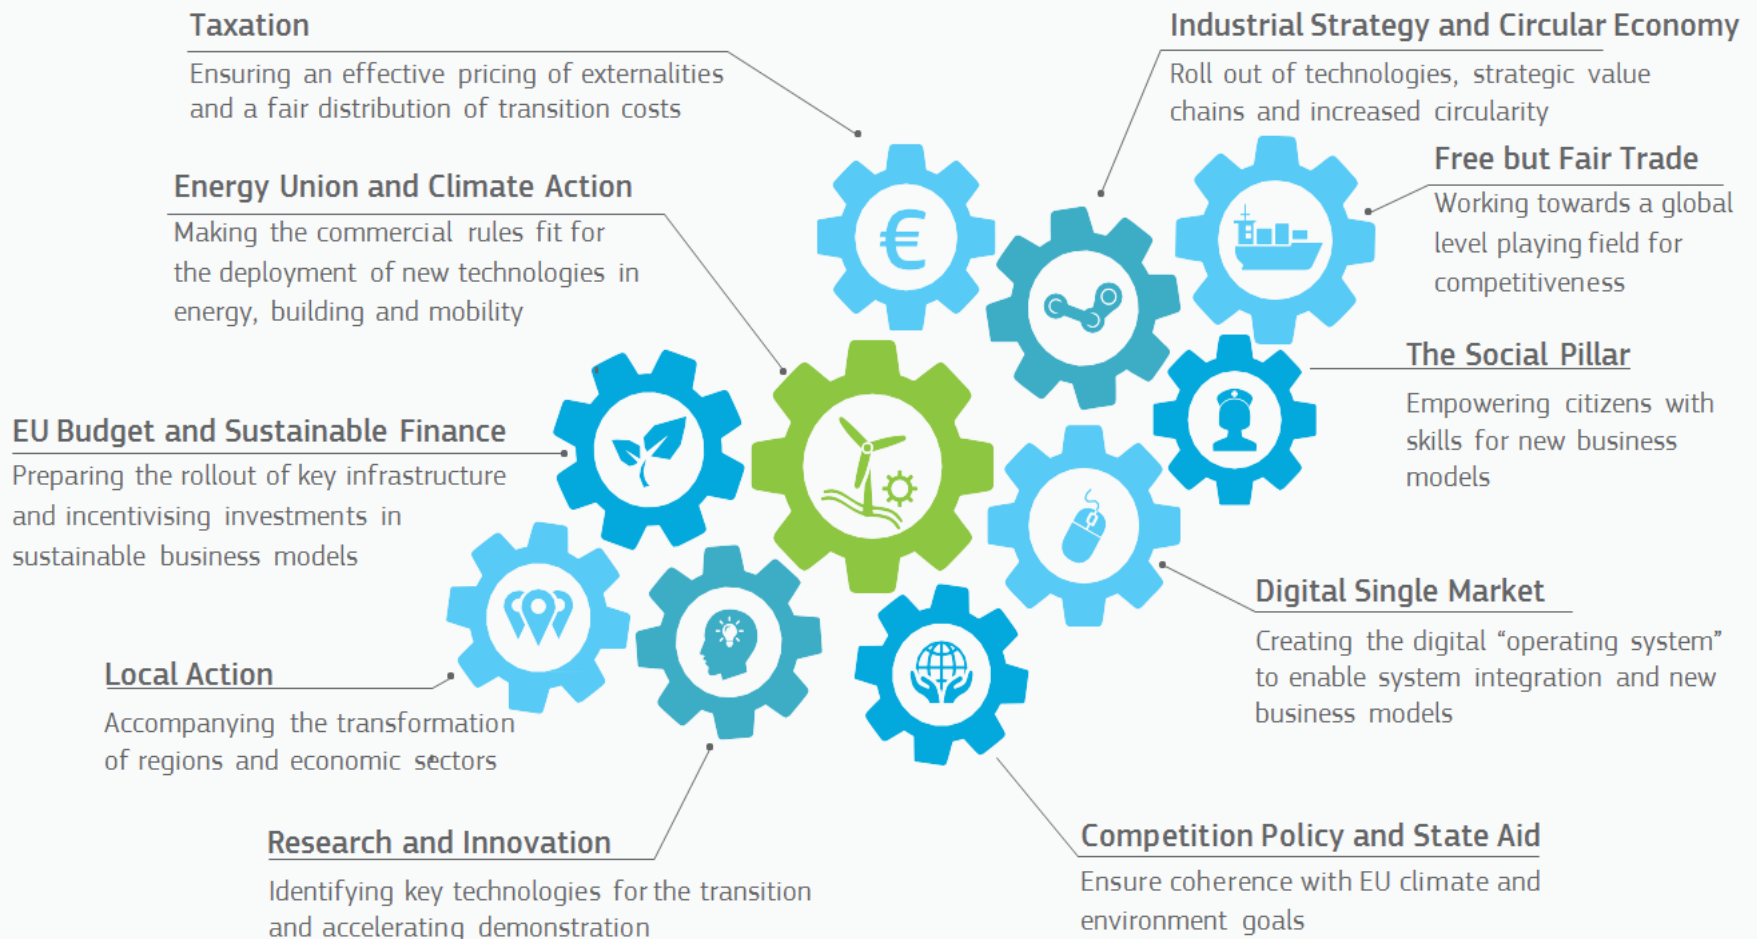 Taxation
Ensuring an effective pricing of externalities
and a fair distribution of transition costs
Industrial Strategy and Circular Economy
Roll out of technologies, strategic value
chains and increased circularity
Free but Fair Trade
Working towards a global
level playing field for
competitiveness
Energy Union and Climate Action
Making the commercial rules fit for
the deployment of new technologies in
energy, building and mobility
€
The Social Pillar
Empowering citizens with
skills for new business
models
EU Budget and Sustainable Finance
Preparing the rollout of key infrastructure
and incentivising investments in
sustainable business models
Digital Single Market
Creating the digital “operating system”
to enable system integration and new
business models
Local Action
Accompanying the transformation
of regions and economic sectors
Research and Innovation
Identifying key technologies for the transition
and accelerating demonstration
Competition Policy and State Aid
Ensure coherence with EU climate and
environment goals